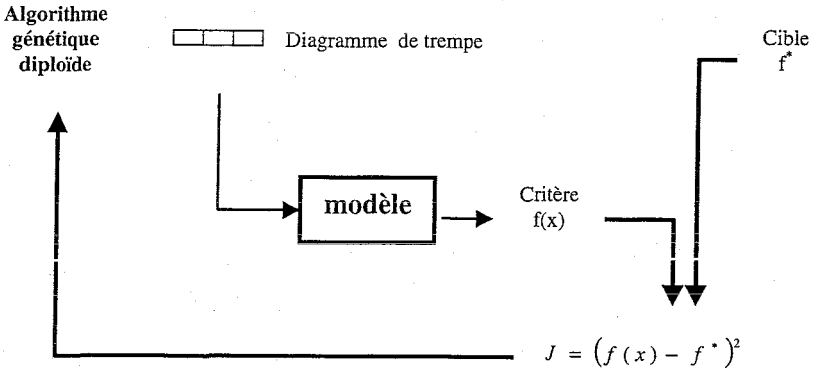 Algorithme
génétique
diploïde
Diagramme de trempe
Cible
f*
modèle
Critère
f(x)
J = (f(x) − f*)²